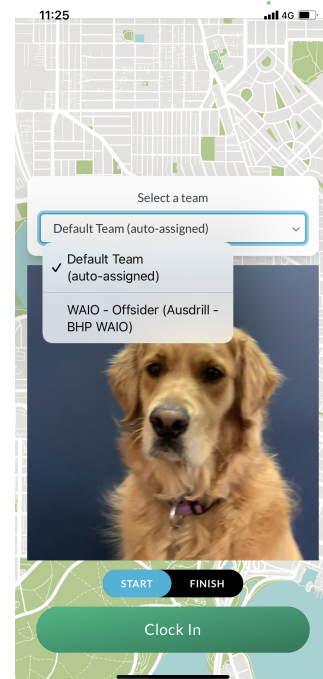 11:25
4G
Select a team
Default Team (auto-assigned)
Default Team
(auto-assigned)
WAIO - Offsider (Ausdrill -
BHP WAIO)
START
FINISH
Clock In